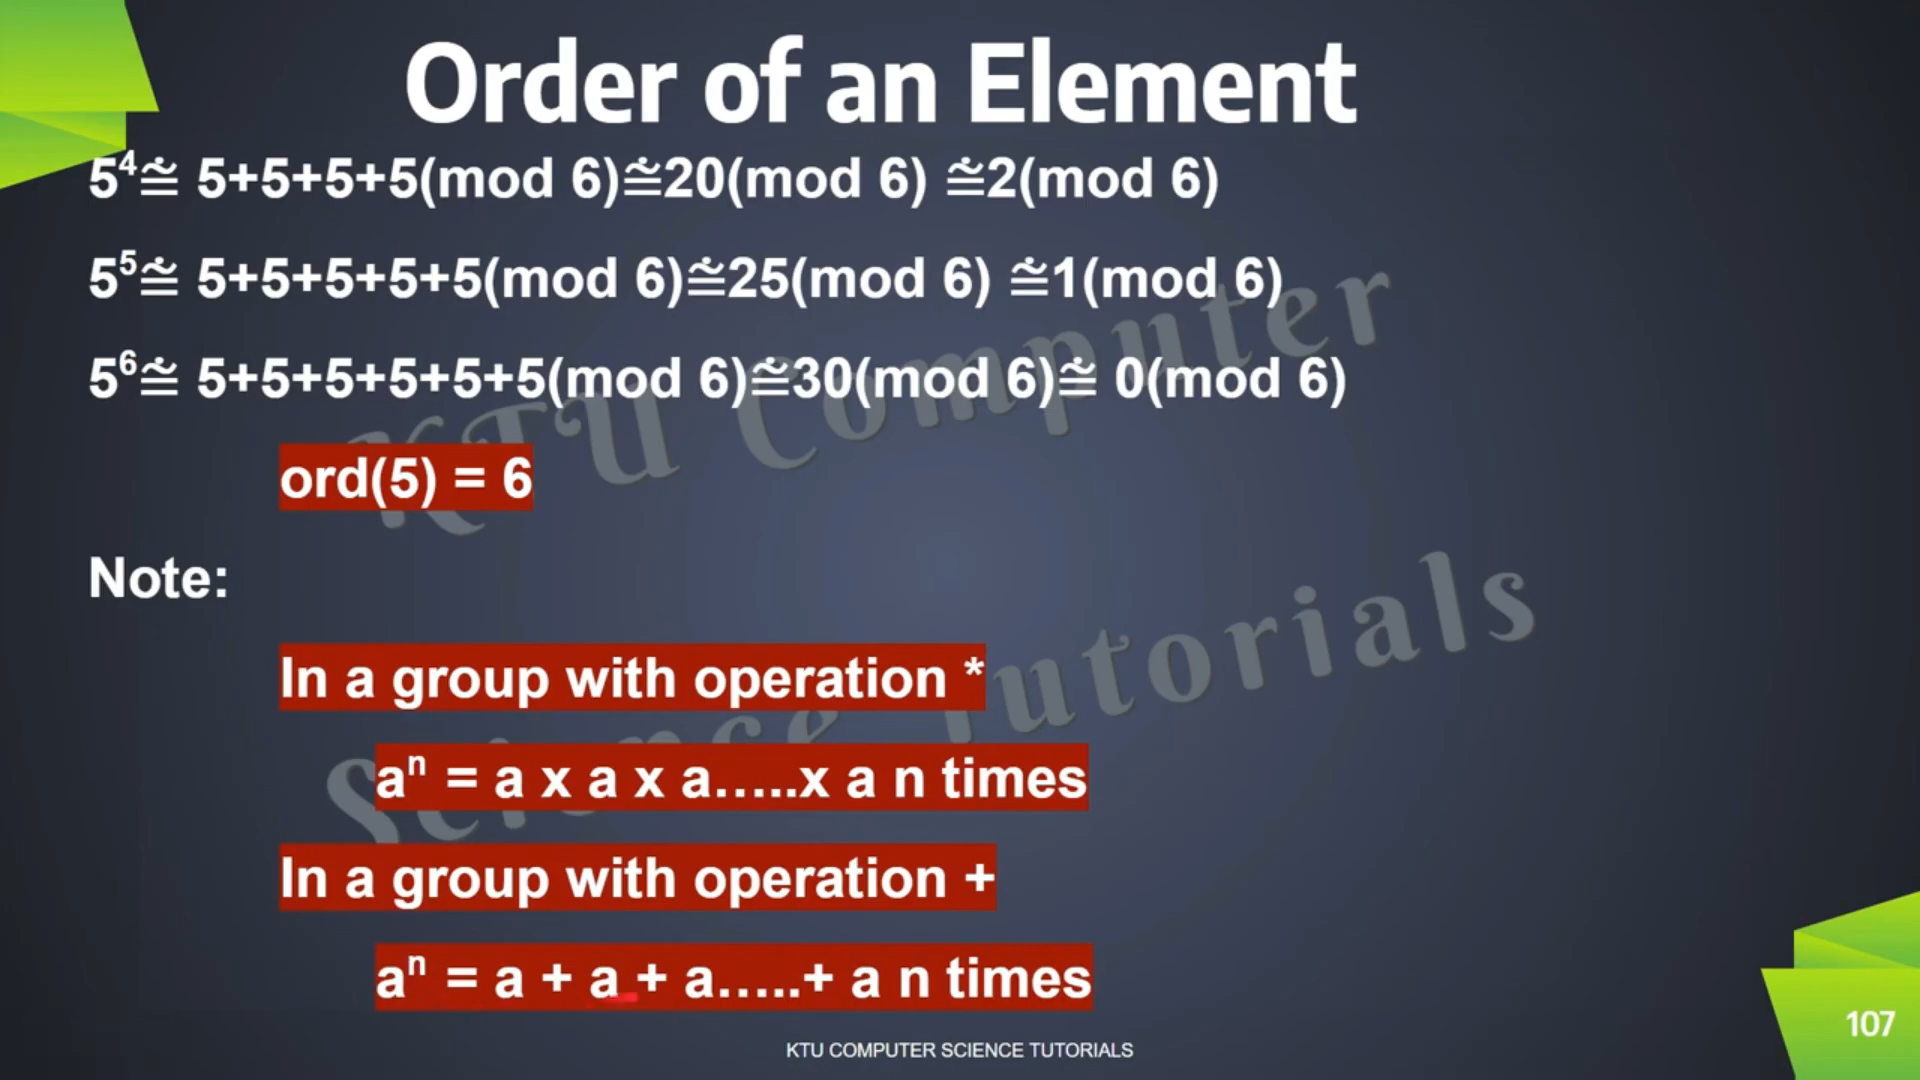 Order of an Element
5⁴≊ 5+5+5+5(mod 6)≊20(mod 6) ≊2(mod 6)
5⁵≊ 5+5+5+5+5(mod 6)≊25(mod 6) ≊1(mod 6)
5⁶≊ 5+5+5+5+5+5(mod 6)≊30(mod 6)≊ 0(mod 6)
ord(5) = 6
Note:
In a group with operation *
aⁿ = a x a x a…..x a n times
In a group with operation +
aⁿ = a + a + a…..+ a n times
KTU Computer
Science Tutorials
KTU COMPUTER SCIENCE TUTORIALS
107